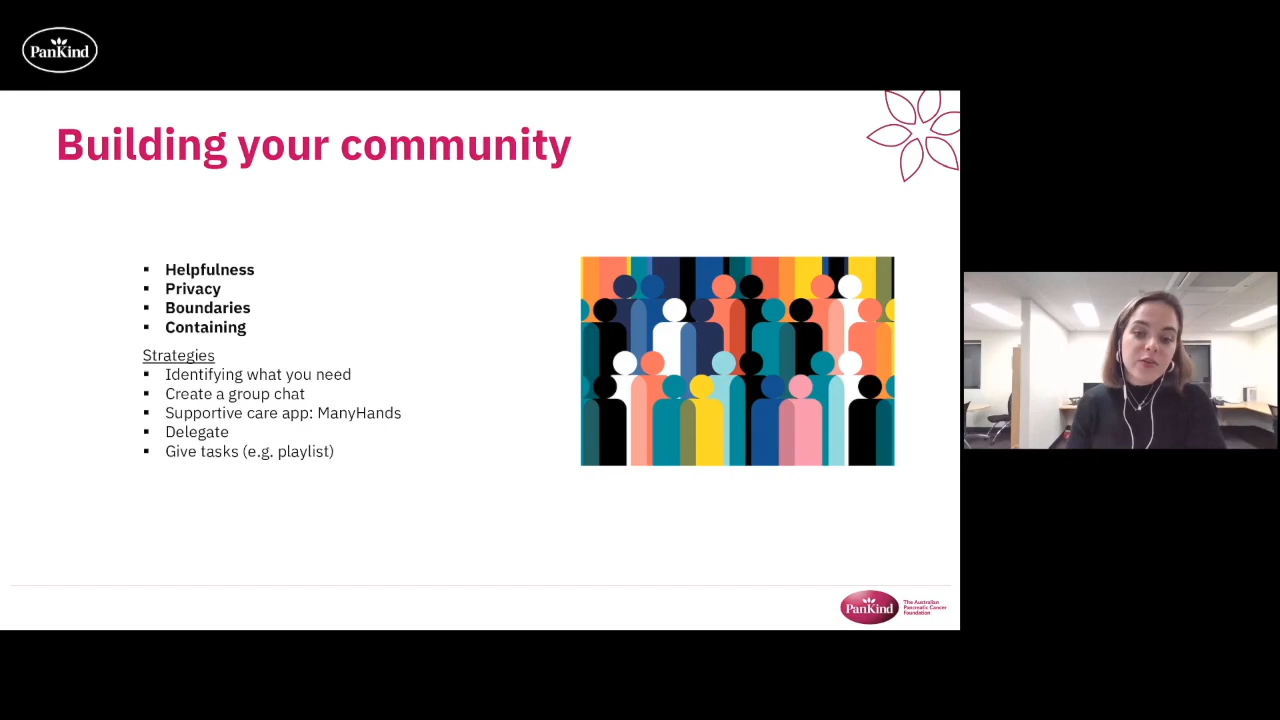 PanKind
Building your community
Helpfulness
Privacy
Boundaries
Containing
Strategies
Identifying what you need
Create a group chat
Supportive care app: ManyHands
Delegate
Give tasks (e.g. playlist)
PanKind
The Australian
Pancreatic Cancer
Foundation